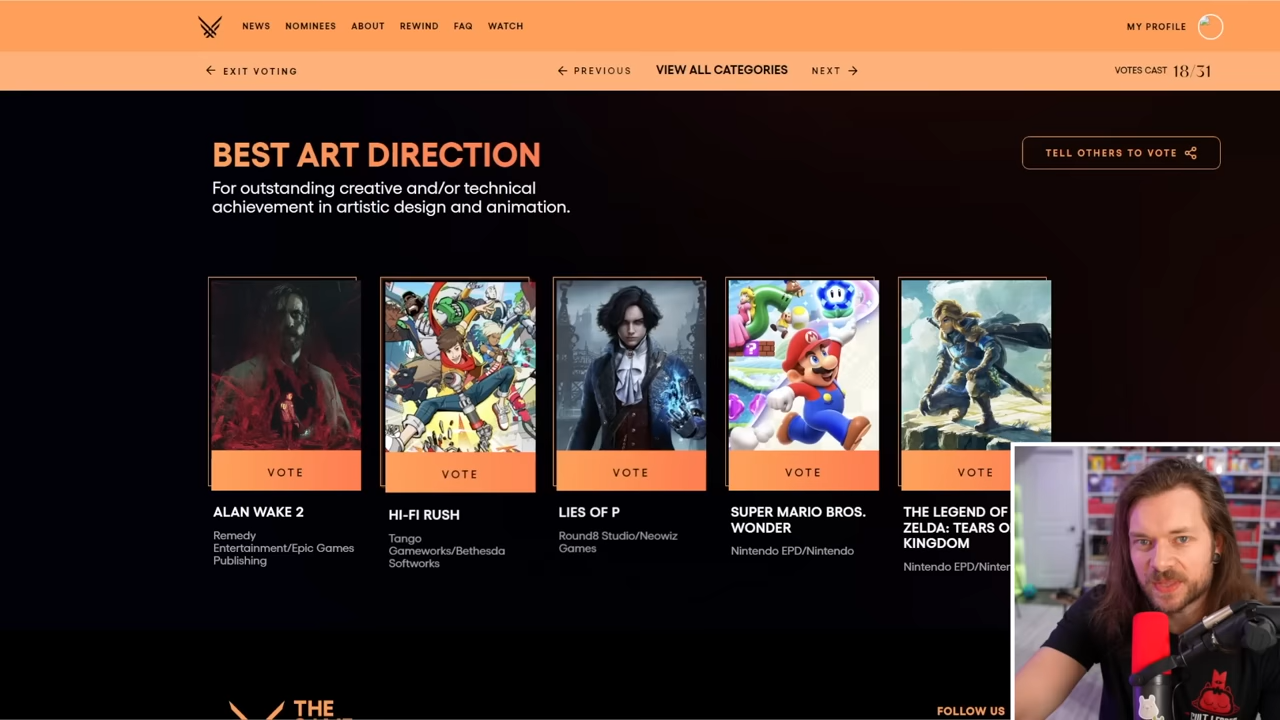 NEWS NOMINEES ABOUT REWIND FAQ WATCH MY PROFILE
EXIT VOTING PREVIOUS VIEW ALL CATEGORIES NEXT VOTES CAST 18/31
BEST ART DIRECTION
TELL OTHERS TO VOTE
For outstanding creative and/or technical
achievement in artistic design and animation.
VOTE
ALAN WAKE 2
Remedy
Entertainment/Epic Games
Publishing
VOTE
HI-FI RUSH
Tango
Gameworks/Bethesda
Softworks
VOTE
LIES OF P
Round8 Studio/Neowiz
Games
VOTE
SUPER MARIO BROS.
WONDER
Nintendo EPD/Nintendo
VOTE
THE LEGEND OF
ZELDA: TEARS O
KINGDOM
Nintendo EPD/Ninten
THE
FOLLOW US